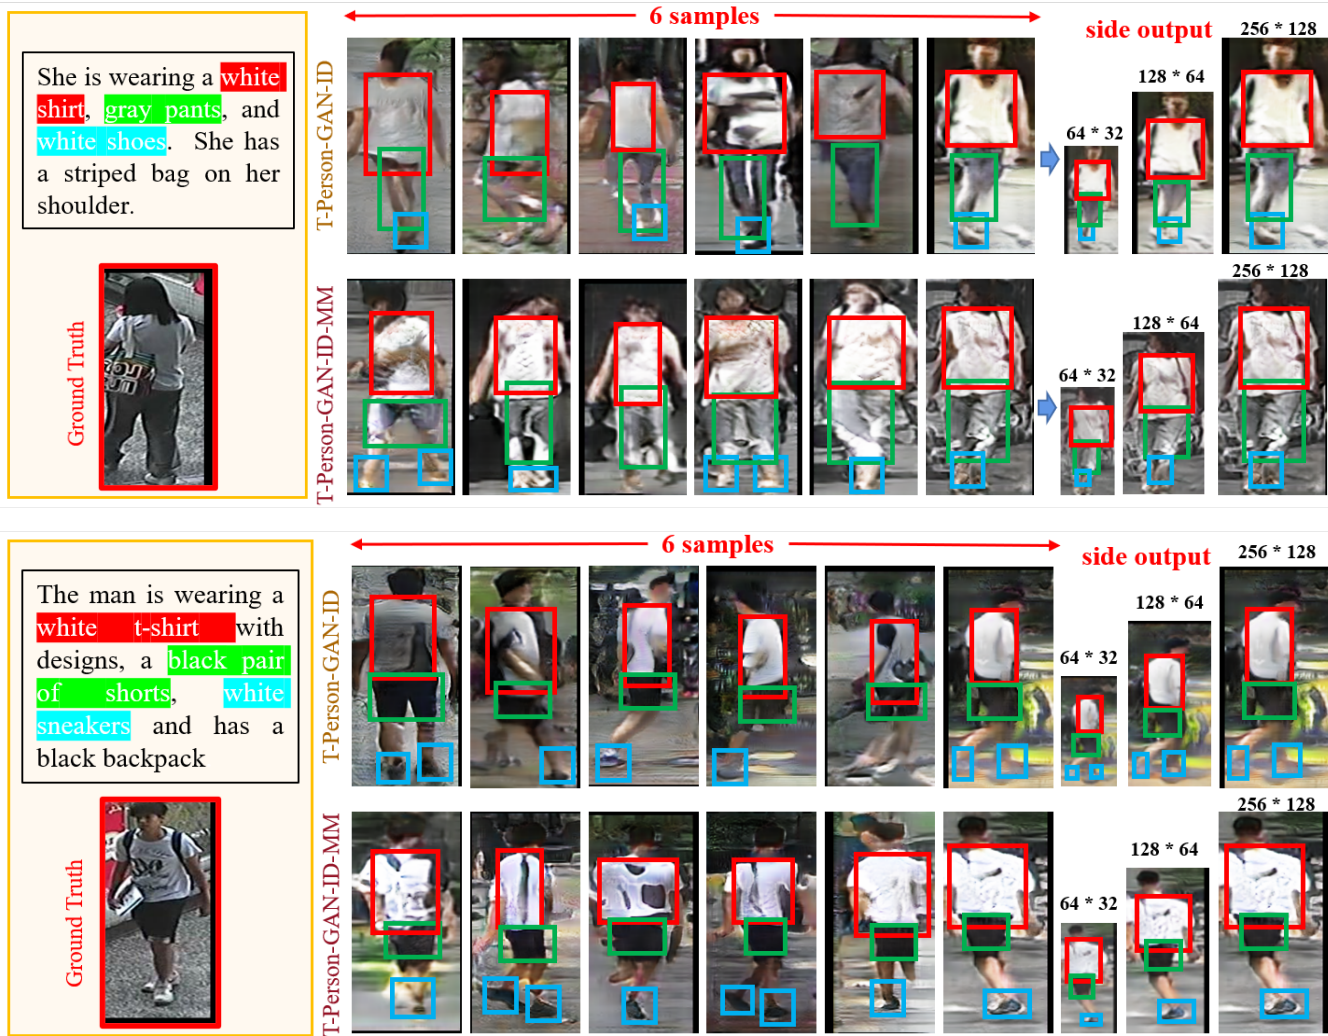 6 samples
side output
256 * 128
128 * 64
64 * 32
She is wearing a white
shirt, gray pants, and
white shoes. She has
a striped bag on her
shoulder.
T-Person-GAN-ID
Ground Truth
T-Person-GAN-ID-MM
256 * 128
128 * 64
64 * 32
6 samples
side output
256 * 128
128 * 64
64 * 32
The man is wearing a
white t-shirt with
designs, a black pair
of shorts, white
sneakers and has a
black backpack
T-Person-GAN-ID
Ground Truth
T-Person-GAN-ID-MM
256 * 128
128 * 64
64 * 32